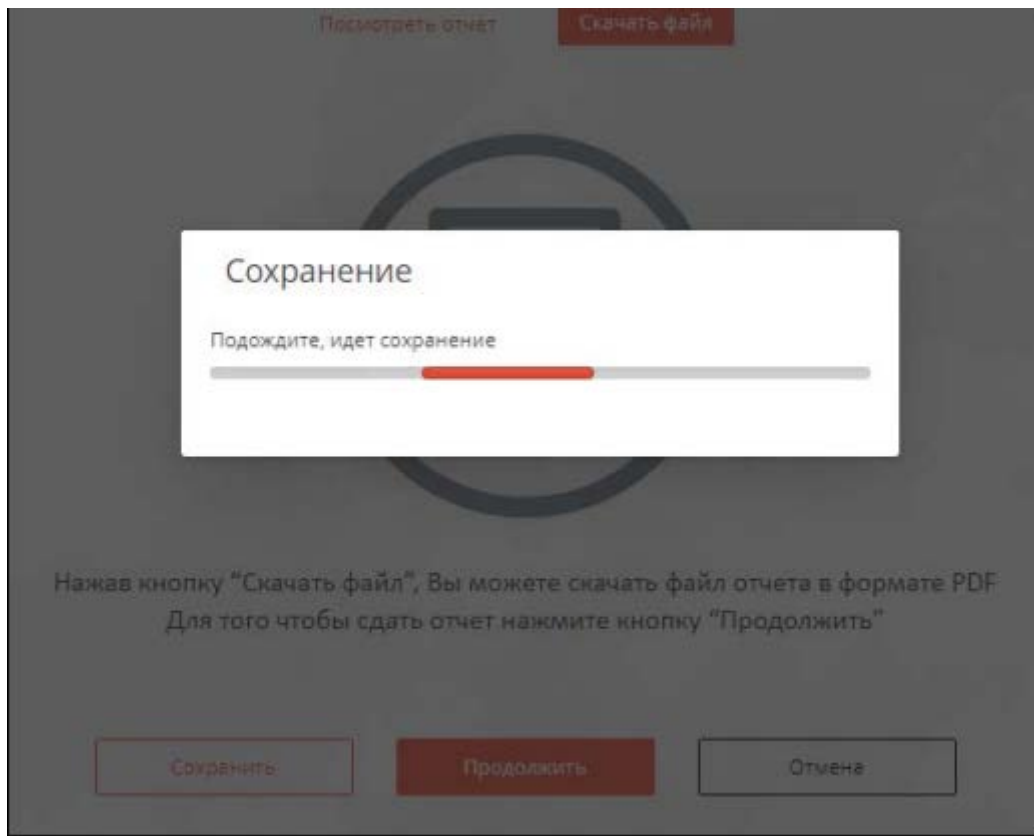 Посмотреть отчет
Скачать файл
Сохранение
Подождите, идет сохранение
Нажав кнопку “Скачать файл”, Вы можете скачать файл отчета в формате PDF
Для того чтобы сдать отчет нажмите кнопку “Продолжить”
Сохранить
Продолжить
Отмена